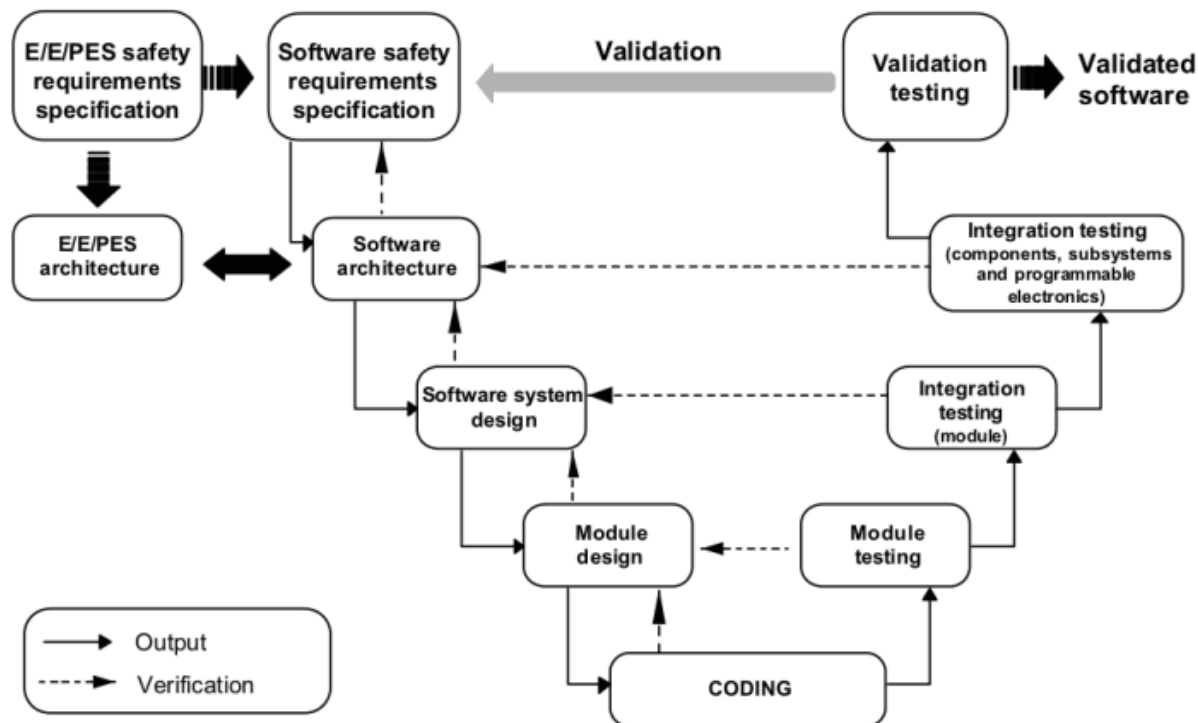 E/E/PES safety
requirements
specification
Software safety
requirements
specification
Validation
Validation
testing
Validated
software
E/E/PES
architecture
Software
architecture
Integration testing
(components, subsystems
and programmable
electronics)
Software system
design
Integration
testing
(module)
Module
design
Module
testing
Output
Verification
CODING